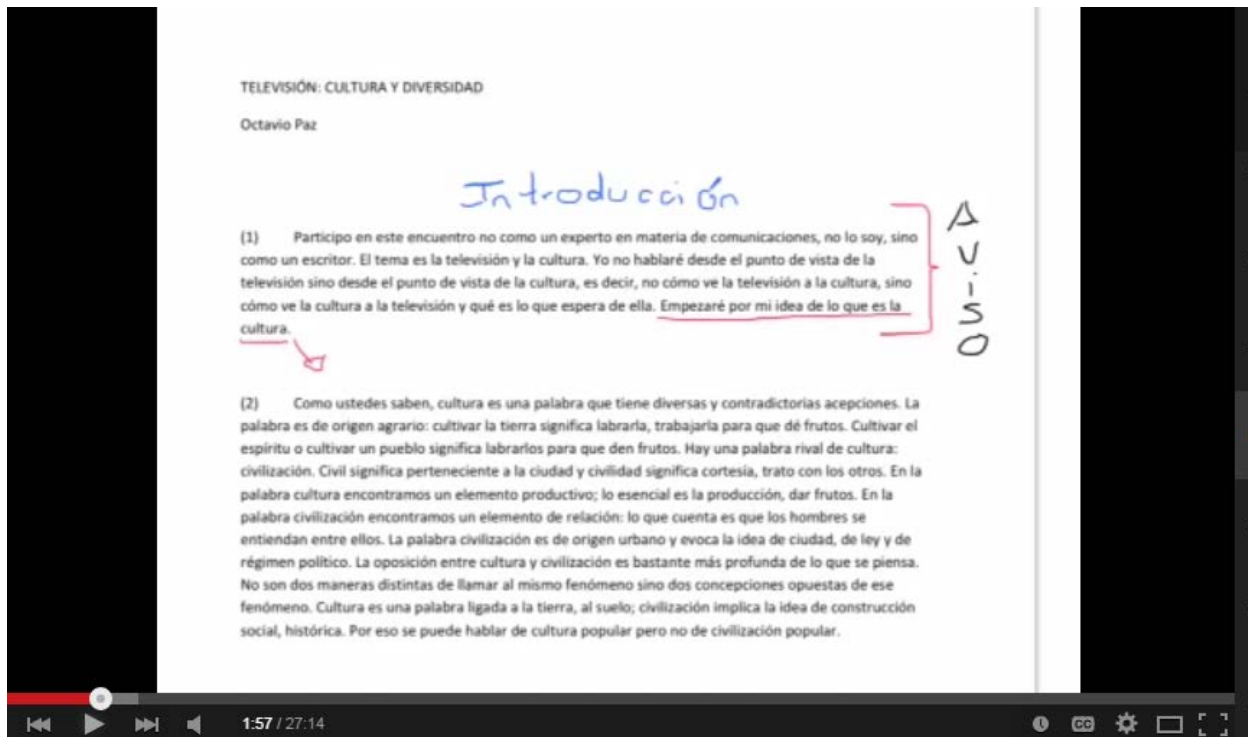 TELEVISIÓN: CULTURA Y DIVERSIDAD
Octavio Paz
Introducción
(1) Participo en este encuentro no como un experto en materia de comunicaciones, no lo soy, sino
como un escritor. El tema es la televisión y la cultura. Yo no hablaré desde el punto de vista de la
televisión sino desde el punto de vista de la cultura, es decir, no cómo ve la televisión a la cultura, sino
cómo ve la cultura a la televisión y qué es lo que espera de ella. Empezaré por mi idea de lo que es la
cultura.
AViSO
(2) Como ustedes saben, cultura es una palabra que tiene diversas y contradictorias acepciones. La
palabra es de origen agrario: cultivar la tierra significa labrarla, trabajarla para que dé frutos. Cultivar el
espíritu o cultivar un pueblo significa labrarlos para que den frutos. Hay una palabra rival de cultura:
civilización. Civil significa perteneciente a la ciudad y civilidad significa cortesía, trato con los otros. En la
palabra cultura encontramos un elemento productivo; lo esencial es la producción, dar frutos. En la
palabra civilización encontramos un elemento de relación: lo que cuenta es que los hombres se
entiendan entre ellos. La palabra civilización es de origen urbano y evoca la idea de ciudad, de ley y de
régimen político. La oposición entre cultura y civilización es bastante más profunda de lo que se piensa.
No son dos maneras distintas de llamar al mismo fenómeno sino dos concepciones opuestas de ese
fenómeno. Cultura es una palabra ligada a la tierra, al suelo; civilización implica la idea de construcción
social, histórica. Por eso se puede hablar de cultura popular pero no de civilización popular.
1:57 / 27:14
CC